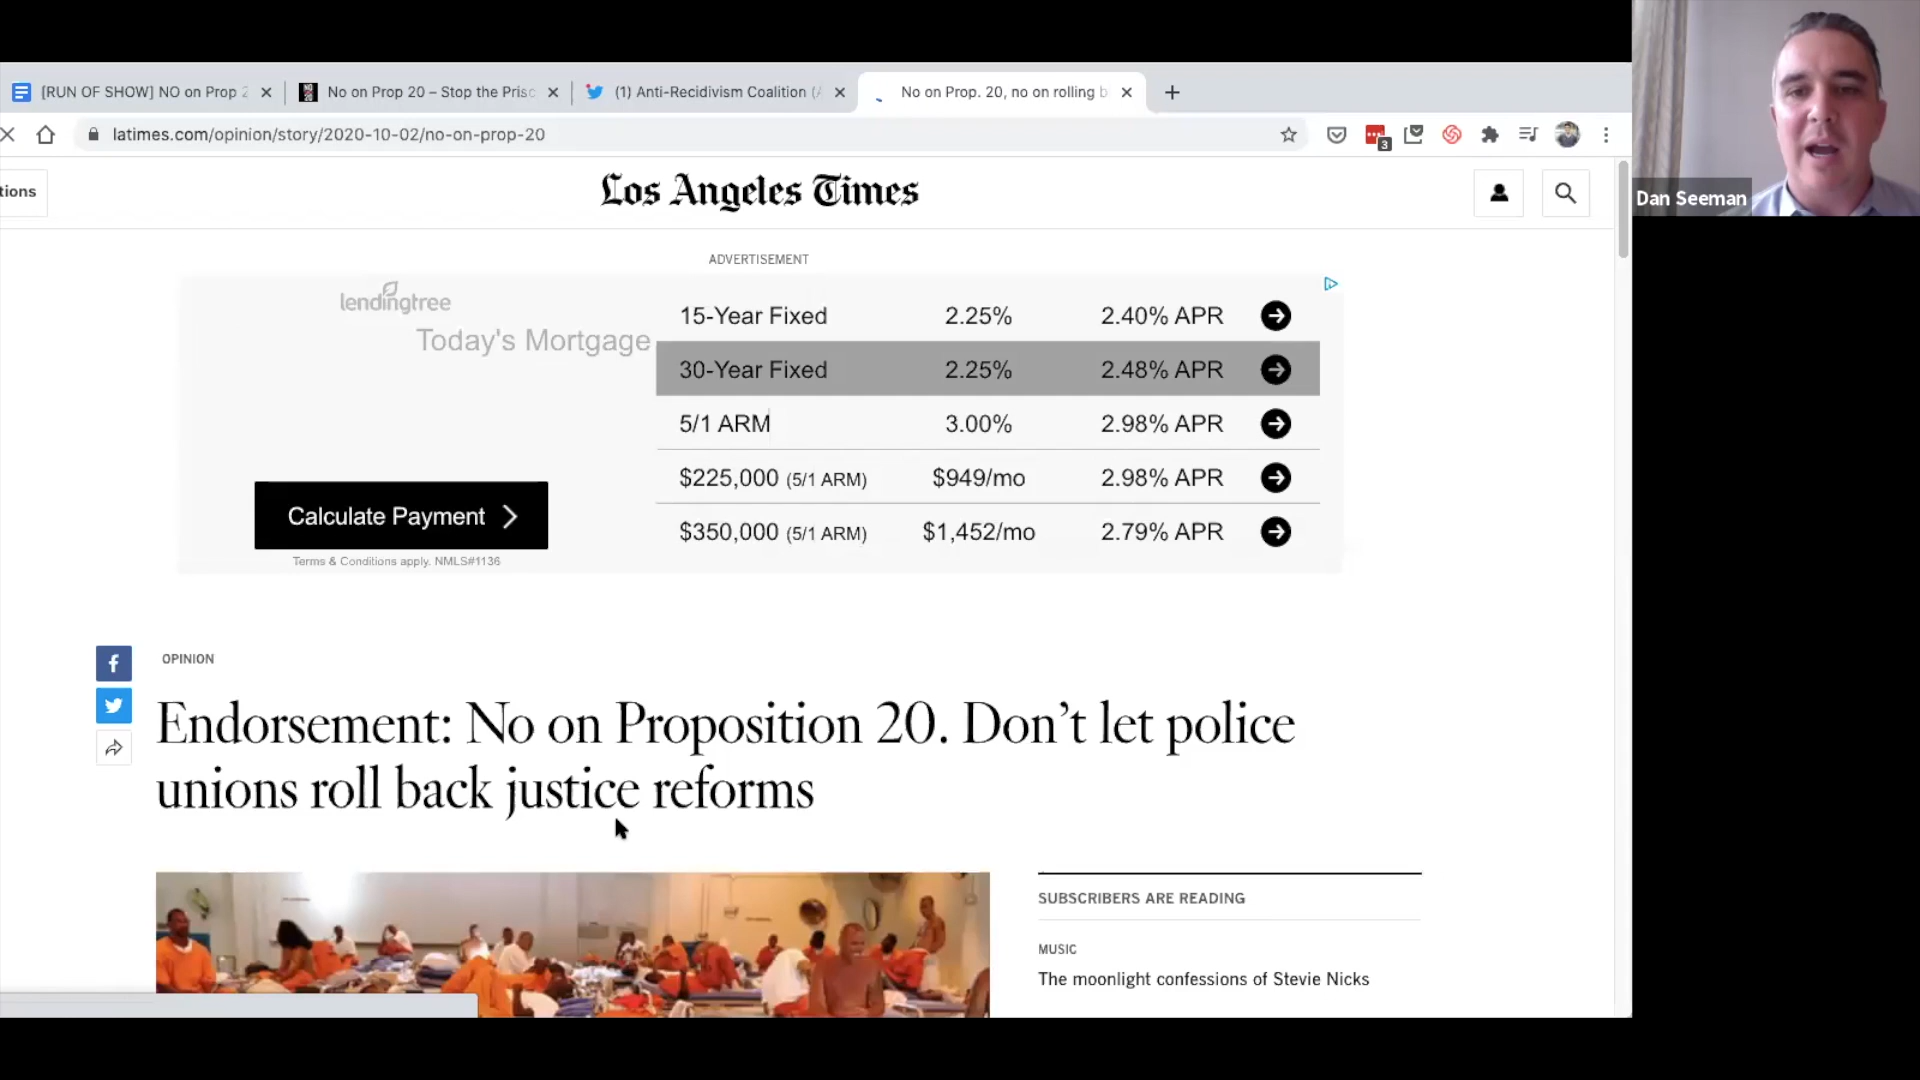 [RUN OF SHOW] NO on Prop 2
No on Prop 20 – Stop the Prisc
(1) Anti-Recidivism Coalition (A
No on Prop. 20, no on rolling b
latimes.com/opinion/story/2020-10-02/no-on-prop-20
3
Dan Seeman
tions
Los Angeles Times
ADVERTISEMENT
lendingtree
Today's Mortgage
15-Year Fixed 2.25% 2.40% APR
30-Year Fixed 2.25% 2.48% APR
5/1 ARM 3.00% 2.98% APR
$225,000 (5/1 ARM) $949/mo 2.98% APR
$350,000 (5/1 ARM) $1,452/mo 2.79% APR
Calculate Payment
Terms & Conditions apply. NMLS#1136
OPINION
Endorsement: No on Proposition 20. Don’t let police
unions roll back justice reforms
SUBSCRIBERS ARE READING
MUSIC
The moonlight confessions of Stevie Nicks